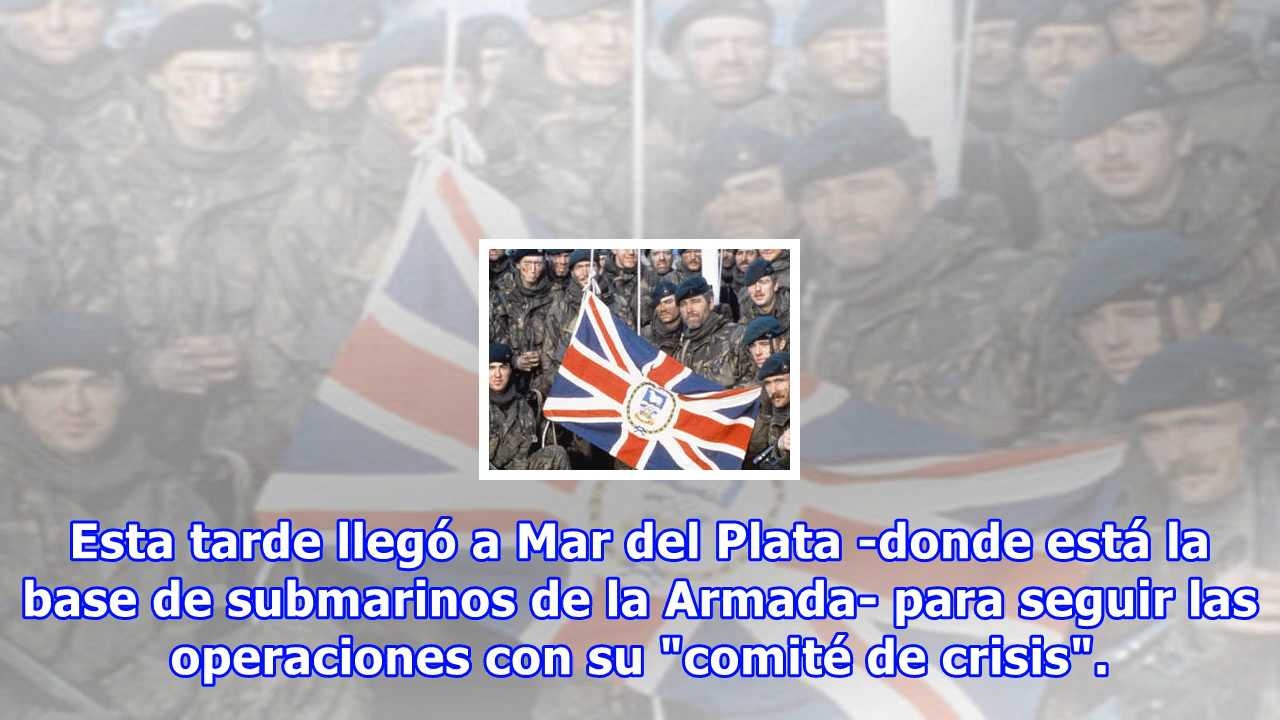 Esta tarde llegó a Mar del Plata -donde está la
base de submarinos de la Armada- para seguir las
operaciones con su "comité de crisis".